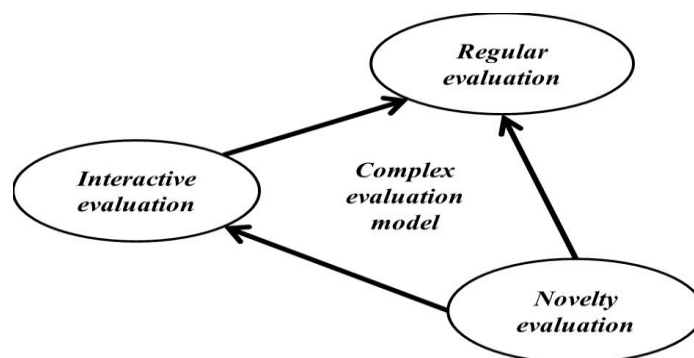 Regular
evaluation
Interactive
evaluation
Complex
evaluation
model
Novelty
evaluation